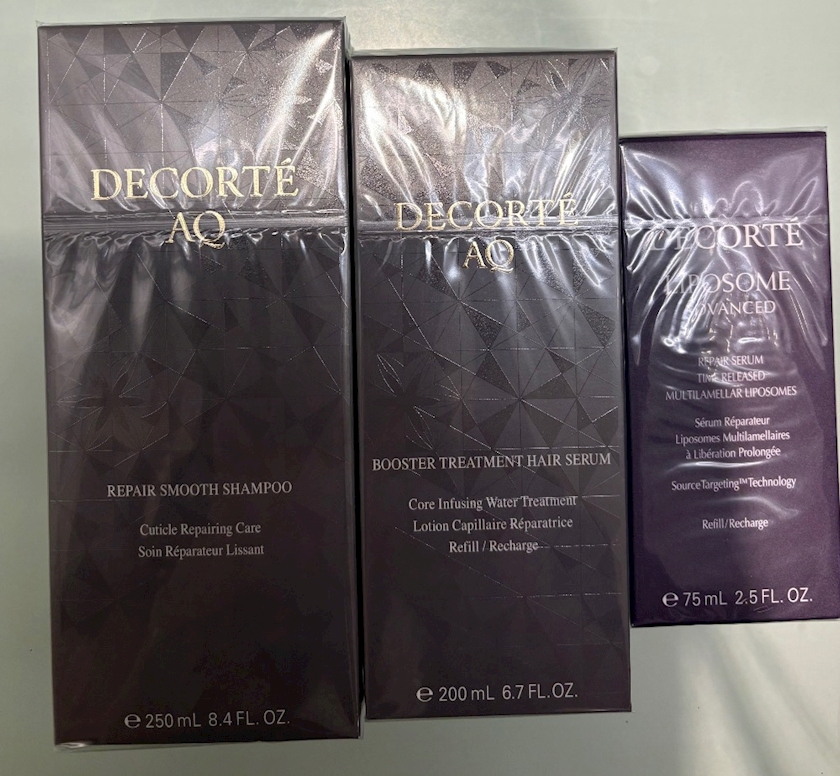 DECORTÉ
AQ
REPAIR SMOOTH SHAMPOO
Cuticle Repairing Care
Soin Réparateur Lissant
℮ 250 mL 8.4 FL. OZ.
DECORTÉ
AQ
BOOSTER TREATMENT HAIR SERUM
Core Infusing Water Treatment
Lotion Capillaire Réparatrice
Refill / Recharge
℮ 200 mL 6.7 FL.OZ.
DECORTÉ
LIPOSOME
ADVANCED
REPAIR SERUM
TIME RELEASED
MULTILAMELLAR LIPOSOMES
Sérum Réparateur
Liposomes Multilamellaires
à Libération Prolongée
Source Targeting™ Technology
Refill/Recharge
℮ 75 mL 2.5 FL. OZ.